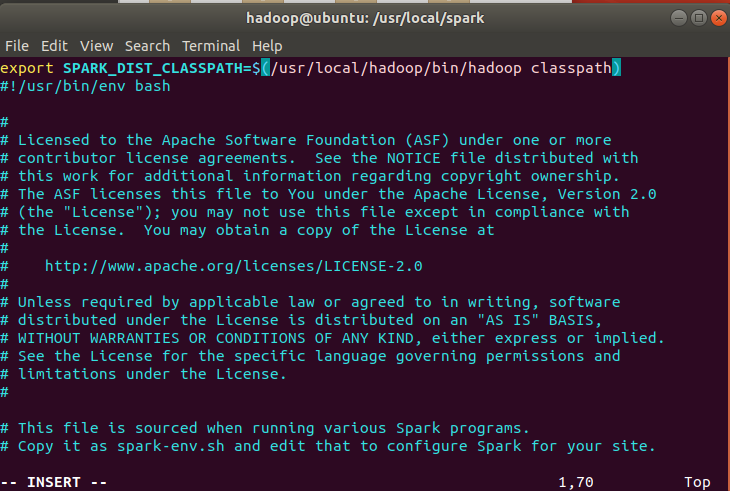 hadoop@ubuntu: /usr/local/spark
File Edit View Search Terminal Help
export SPARK_DIST_CLASSPATH=$(/usr/local/hadoop/bin/hadoop classpath)
#!/usr/bin/env bash
#
# Licensed to the Apache Software Foundation (ASF) under one or more
# contributor license agreements.  See the NOTICE file distributed with
# this work for additional information regarding copyright ownership.
# The ASF licenses this file to You under the Apache License, Version 2.0
# (the "License"); you may not use this file except in compliance with
# the License.  You may obtain a copy of the License at
#
#    http://www.apache.org/licenses/LICENSE-2.0
#
# Unless required by applicable law or agreed to in writing, software
# distributed under the License is distributed on an "AS IS" BASIS,
# WITHOUT WARRANTIES OR CONDITIONS OF ANY KIND, either express or implied.
# See the License for the specific language governing permissions and
# limitations under the License.
#
# This file is sourced when running various Spark programs.
# Copy it as spark-env.sh and edit that to configure Spark for your site.
-- INSERT -- 1,70 Top